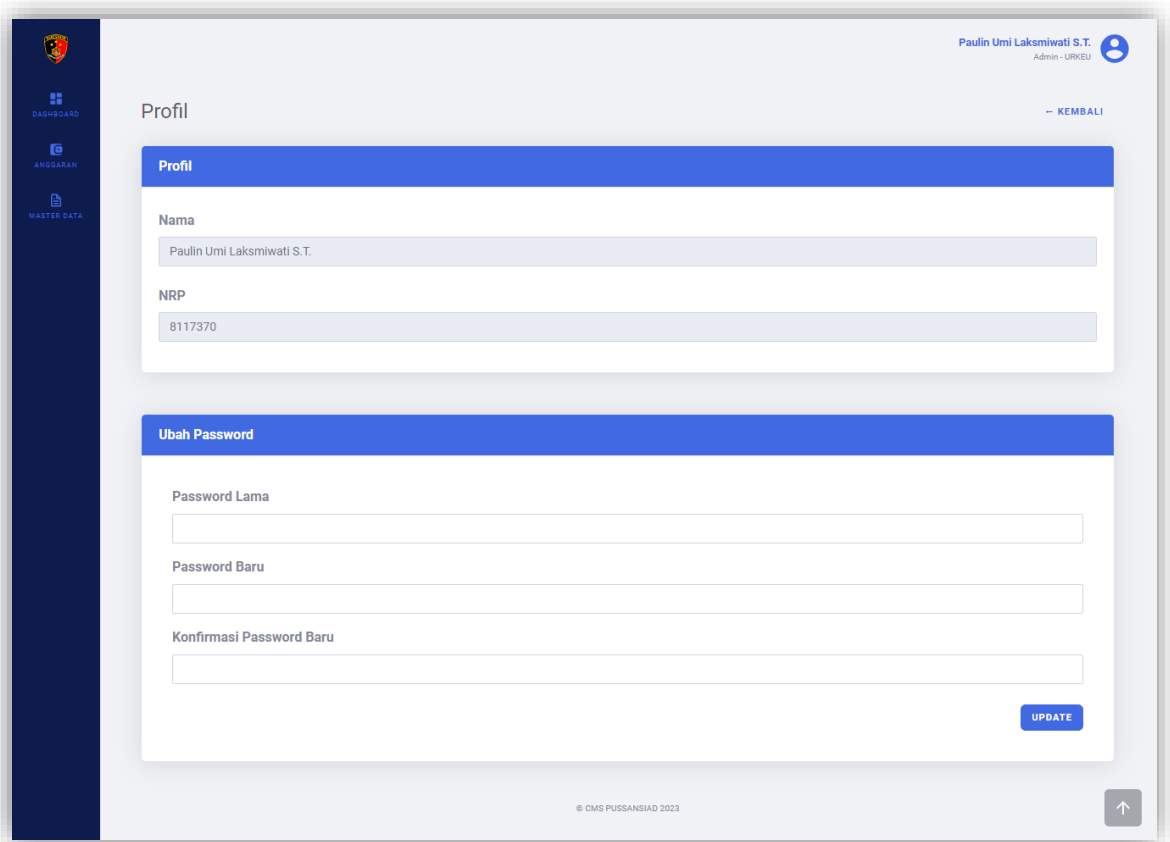 Paulin Umi Laksmiwati S.T.
Admin - URKEU
DASHBOARD
ANGGARAN
MASTER DATA
Profil
← KEMBALI
Profil
Nama
Paulin Umi Laksmiwati S.T.
NRP
8117370
Ubah Password
Password Lama
Password Baru
Konfirmasi Password Baru
UPDATE
© CMS PUSSANSIAD 2023